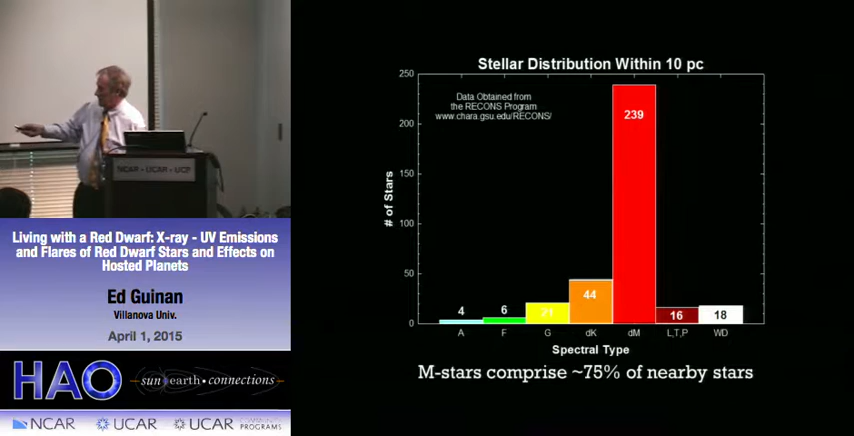 NCAR - UCAR - UCP
Living with a Red Dwarf: X-ray - UV Emissions
and Flares of Red Dwarf Stars and Effects on
Hosted Planets
Ed Guinan
Villanova Univ.
April 1, 2015
HAO
sun earth • connections
NCAR
UCAR
UCAR COMMUNITY
PROGRAMS
Stellar Distribution Within 10 pc
Data Obtained from
the RECONS Program
www.chara.gsu.edu/RECONS/
# of Stars
250
200
150
100
50
0
4
6
21
44
239
16
18
A
F
G
dK
dM
L,T,P
WD
Spectral Type
M-stars comprise ~75% of nearby stars